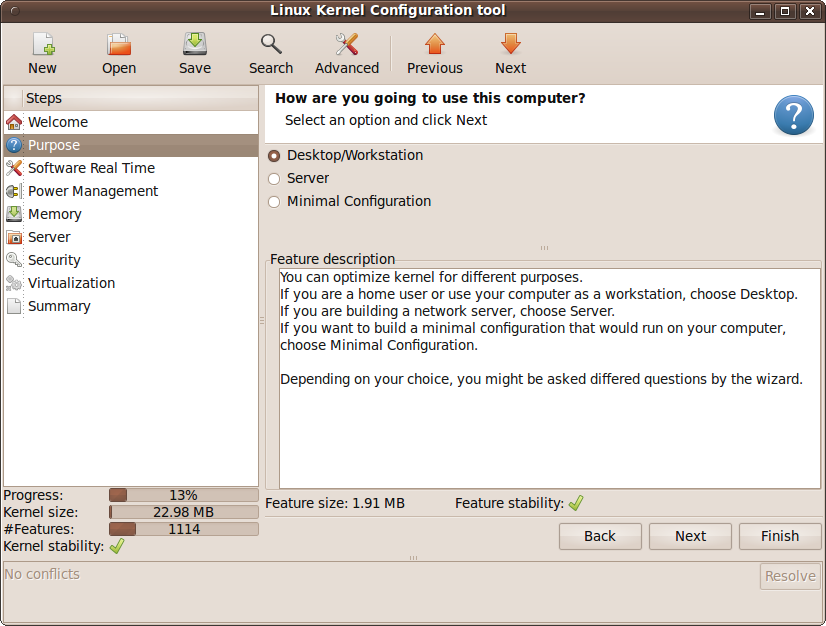 Linux Kernel Configuration tool
New Open Save Search Advanced Previous Next
Steps
Welcome
Purpose
Software Real Time
Power Management
Memory
Server
Security
Virtualization
Summary
Progress: 13%
Kernel size: 22.98 MB
#Features: 1114
Kernel stability:
How are you going to use this computer?
Select an option and click Next
Desktop/Workstation
Server
Minimal Configuration
Feature description
You can optimize kernel for different purposes.
If you are a home user or use your computer as a workstation, choose Desktop.
If you are building a network server, choose Server.
If you want to build a minimal configuration that would run on your computer,
choose Minimal Configuration.
Depending on your choice, you might be asked differed questions by the wizard.
Feature size: 1.91 MB Feature stability:
Back Next Finish
No conflicts Resolve